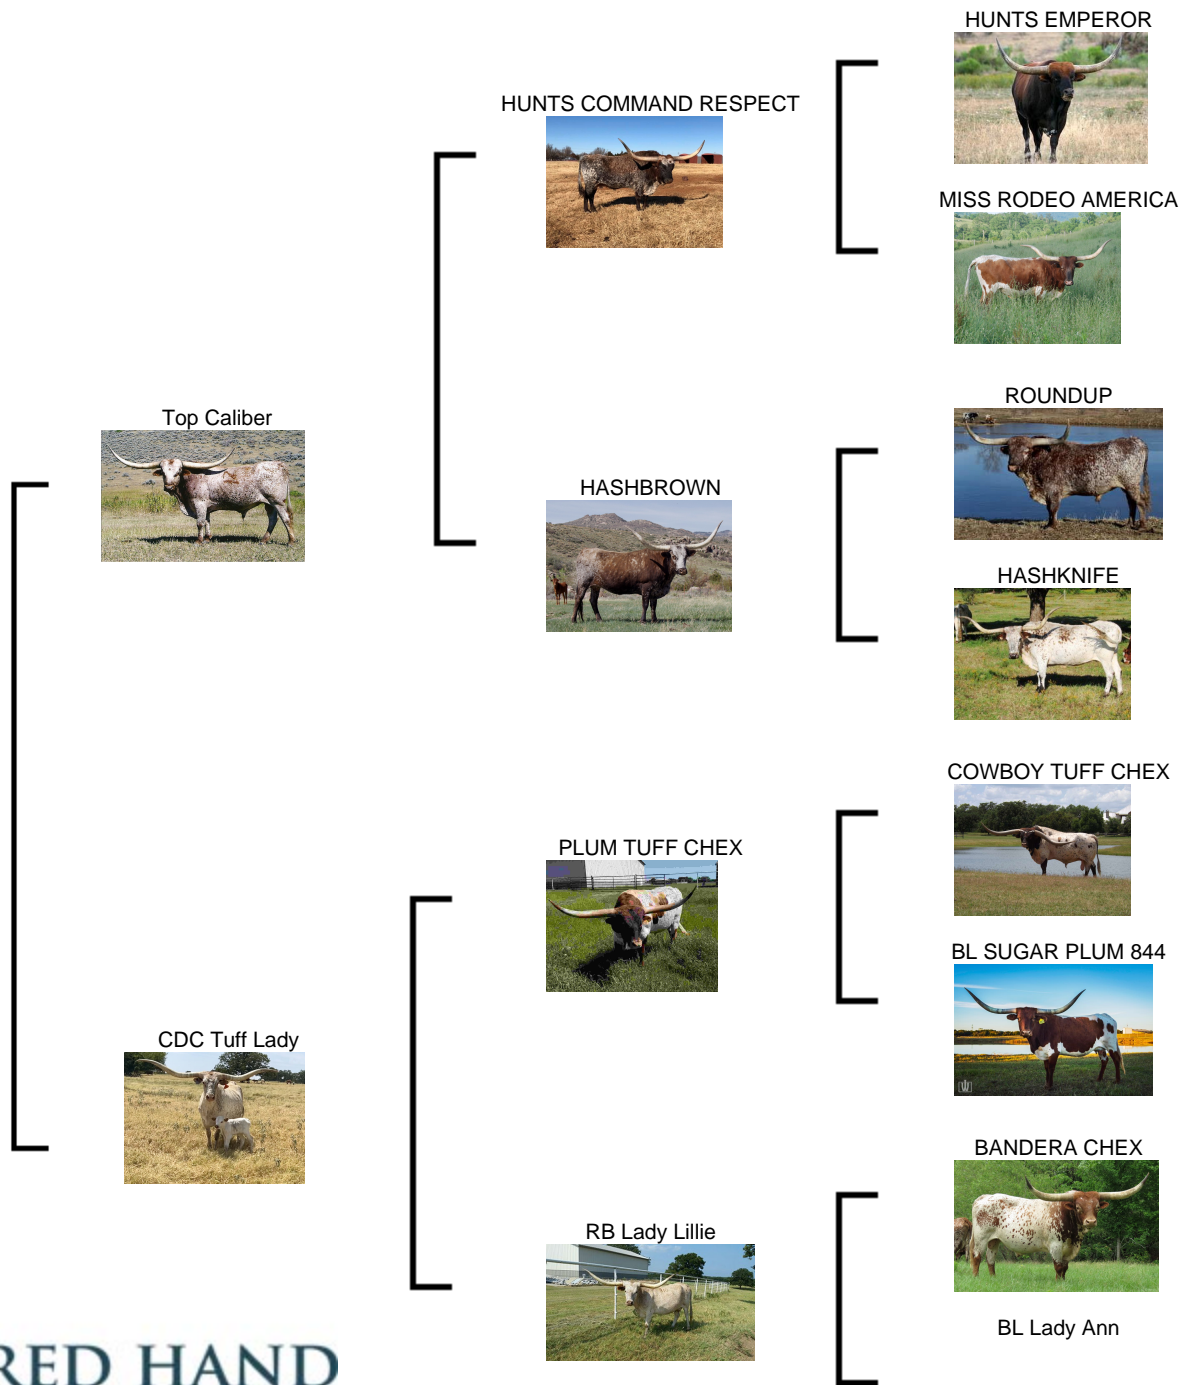 HUNTS EMPEROR
HUNTS COMMAND RESPECT
MISS RODEO AMERICA
Top Caliber
ROUNDUP
HASHBROWN
HASHKNIFE
COWBOY TUFF CHEX
PLUM TUFF CHEX
BL SUGAR PLUM 844
CDC Tuff Lady
BANDERA CHEX
RB Lady Lillie
BL Lady Ann
RED HAND